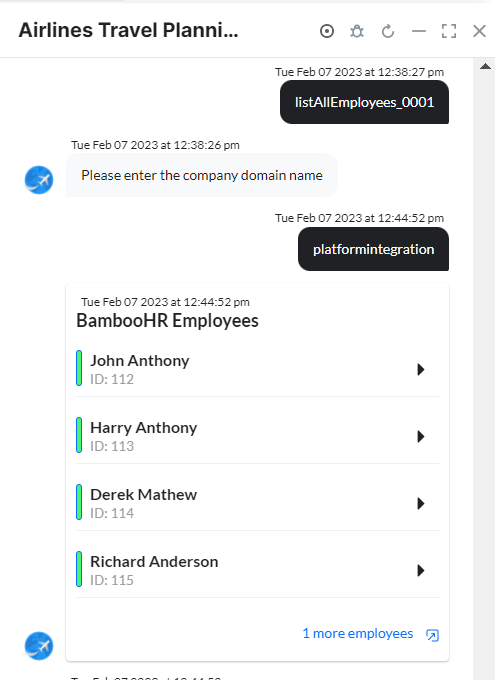 Airlines Travel Planni...
Tue Feb 07 2023 at 12:38:27 pm
listAllEmployees_0001
Tue Feb 07 2023 at 12:38:26 pm
Please enter the company domain name
Tue Feb 07 2023 at 12:44:52 pm
platformintegration
Tue Feb 07 2023 at 12:44:52 pm
BambooHR Employees
John Anthony
ID: 112
Harry Anthony
ID: 113
Derek Mathew
ID: 114
Richard Anderson
ID: 115
1 more employees